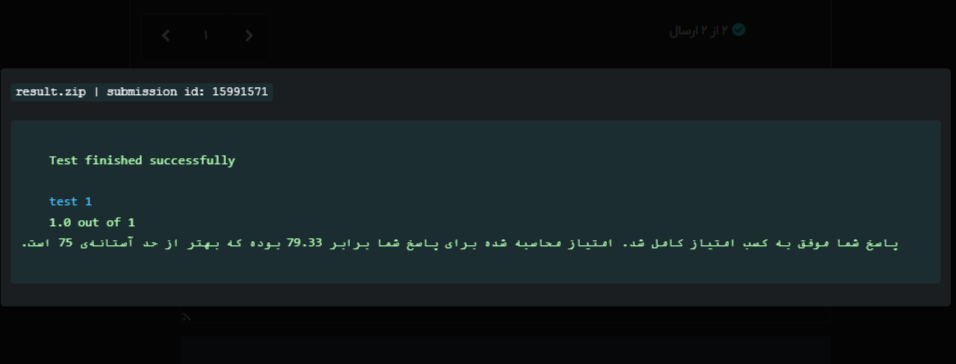 ۲ از ۲ ارسال
۱
result.zip | submission id: 15991571
Test finished successfully
test 1
1.0 out of 1
پاسخ شما موفق به کسب امتیاز کامل شد. امتیاز محاسبه شده برای پاسخ شما برابر 79.33 بوده که بهتر از حد آستانه‌ی 75 است.